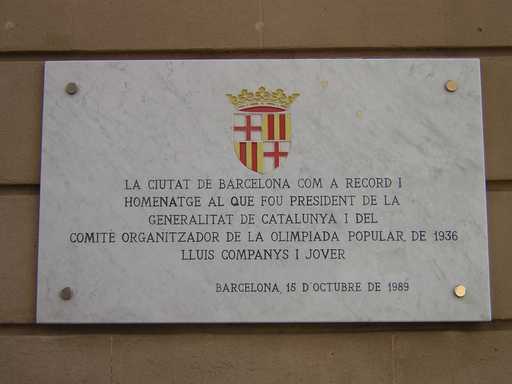 LA CIUTAT DE BARCELONA COM A RECORD I
HOMENATGE AL QUE FOU PRESIDENT DE LA
GENERALITAT DE CATALUNYA I DEL
COMITÈ ORGANITZADOR DE LA OLIMPIADA POPULAR, DE 1936
LLUIS COMPANYS I JOVER
BARCELONA, 15 D'OCTUBRE DE 1989